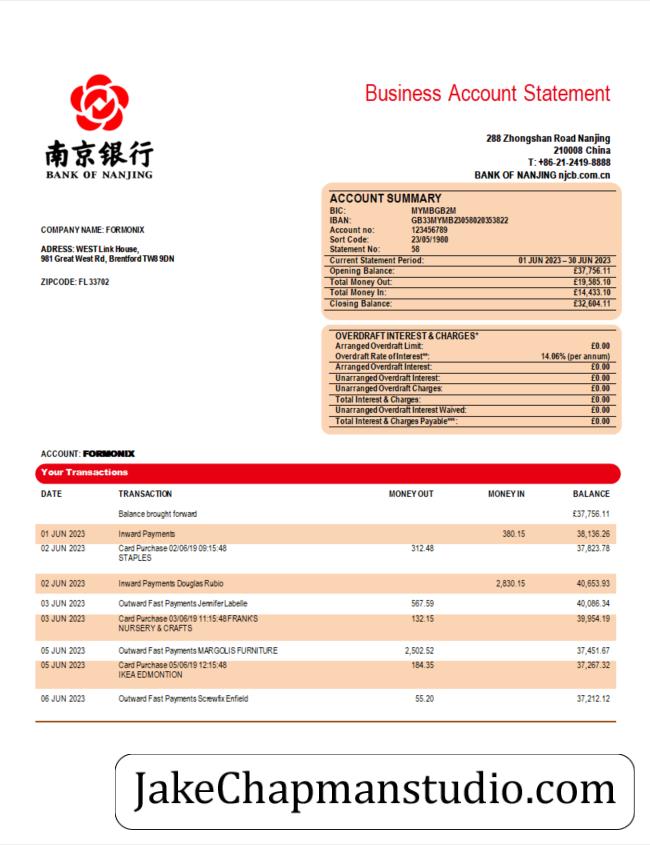 Business Account Statement
南京银行
BANK OF NANJING
288 Zhongshan Road Nanjing
210008 China
T: +86-21-2419-8888
BANK OF NANJING njcb.com.cn
COMPANY NAME: FORMONIX
ADRESS: WEST Link House,
981 Great West Rd, Brentford TW8 9DN
ZIPCODE: FL 33702
ACCOUNT SUMMARY
BIC: MYMBGB2M
IBAN: GB33MYMB23058020353822
Account no: 123456789
Sort Code: 23/05/1980
Statement No: 58
Current Statement Period: 01 JUN 2023 – 30 JUN 2023
Opening Balance: £37,756.11
Total Money Out: £19,585.10
Total Money In: £14,433.10
Closing Balance: £32,604.11
OVERDRAFT INTEREST & CHARGES*
Arranged Overdraft Limit: £0.00
Overdraft Rate of Interest**: 14.06% (per annum)
Arranged Overdraft Interest: £0.00
Unarranged Overdraft Interest: £0.00
Unarranged Overdraft Charges: £0.00
Total Interest & Charges: £0.00
Unarranged Overdraft Interest Waived: £0.00
Total Interest & Charges Payable***: £0.00
ACCOUNT: FORMONIX
Your Transactions
DATE TRANSACTION MONEY OUT MONEY IN BALANCE
Balance brought forward £37,756.11
01 JUN 2023 Inward Payments 380.15 38,136.26
02 JUN 2023 Card Purchase 02/06/19 09:15:48 312.48 37,823.78
STAPLES
02 JUN 2023 Inward Payments Douglas Rubio 2,830.15 40,653.93
03 JUN 2023 Outward Fast Payments Jennifer Labelle 567.59 40,086.34
03 JUN 2023 Card Purchase 03/06/19 11:15:48 FRANKS 132.15 39,954.19
NURSERY & CRAFTS
05 JUN 2023 Outward Fast Payments MARGOLIS FURNITURE 2,502.52 37,451.67
05 JUN 2023 Card Purchase 05/06/19 12:15:48 184.35 37,267.32
IKEA EDMONTION
06 JUN 2023 Outward Fast Payments Screwfix Enfield 55.20 37,212.12
JakeChapmanstudio.com